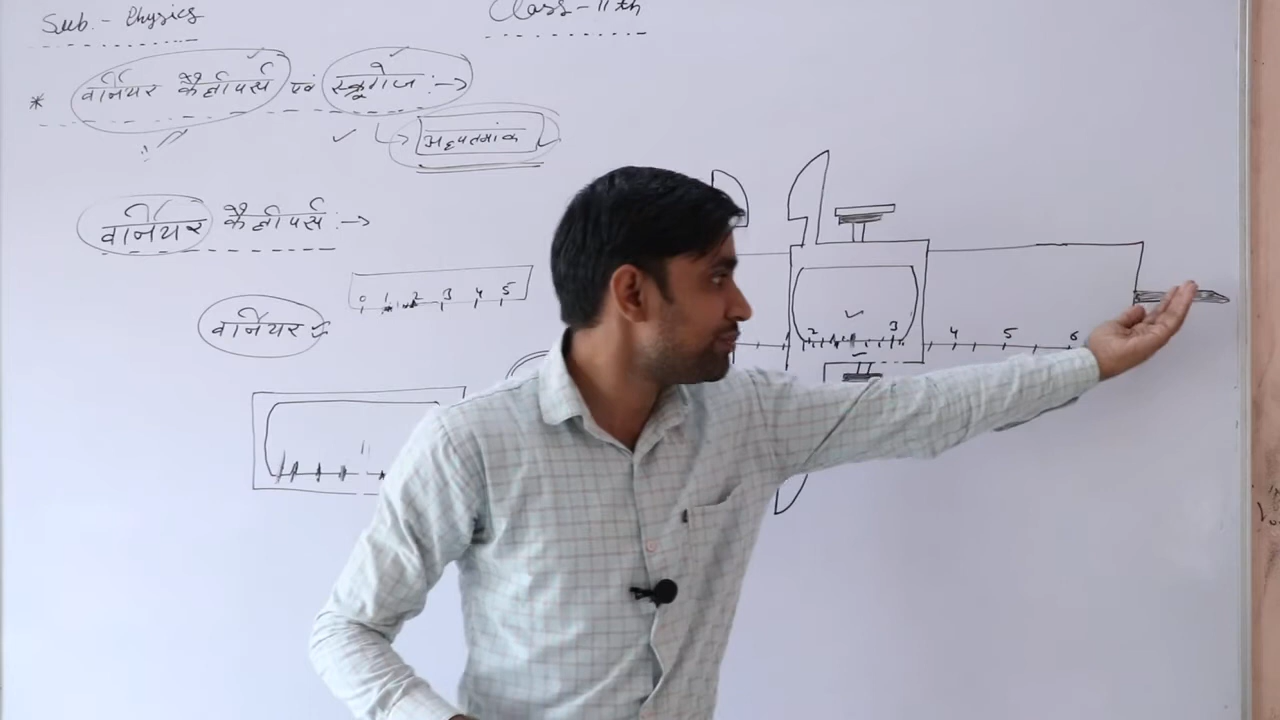 Sub.- Physics
Class-11th
* वर्नियर कैलीपर्स एवं स्क्रूगेज :→
अल्पतमांक
वर्नियर कैलीपर्स :→
0 1 2 3 4 5
वर्नियर
2 3 4 5 6